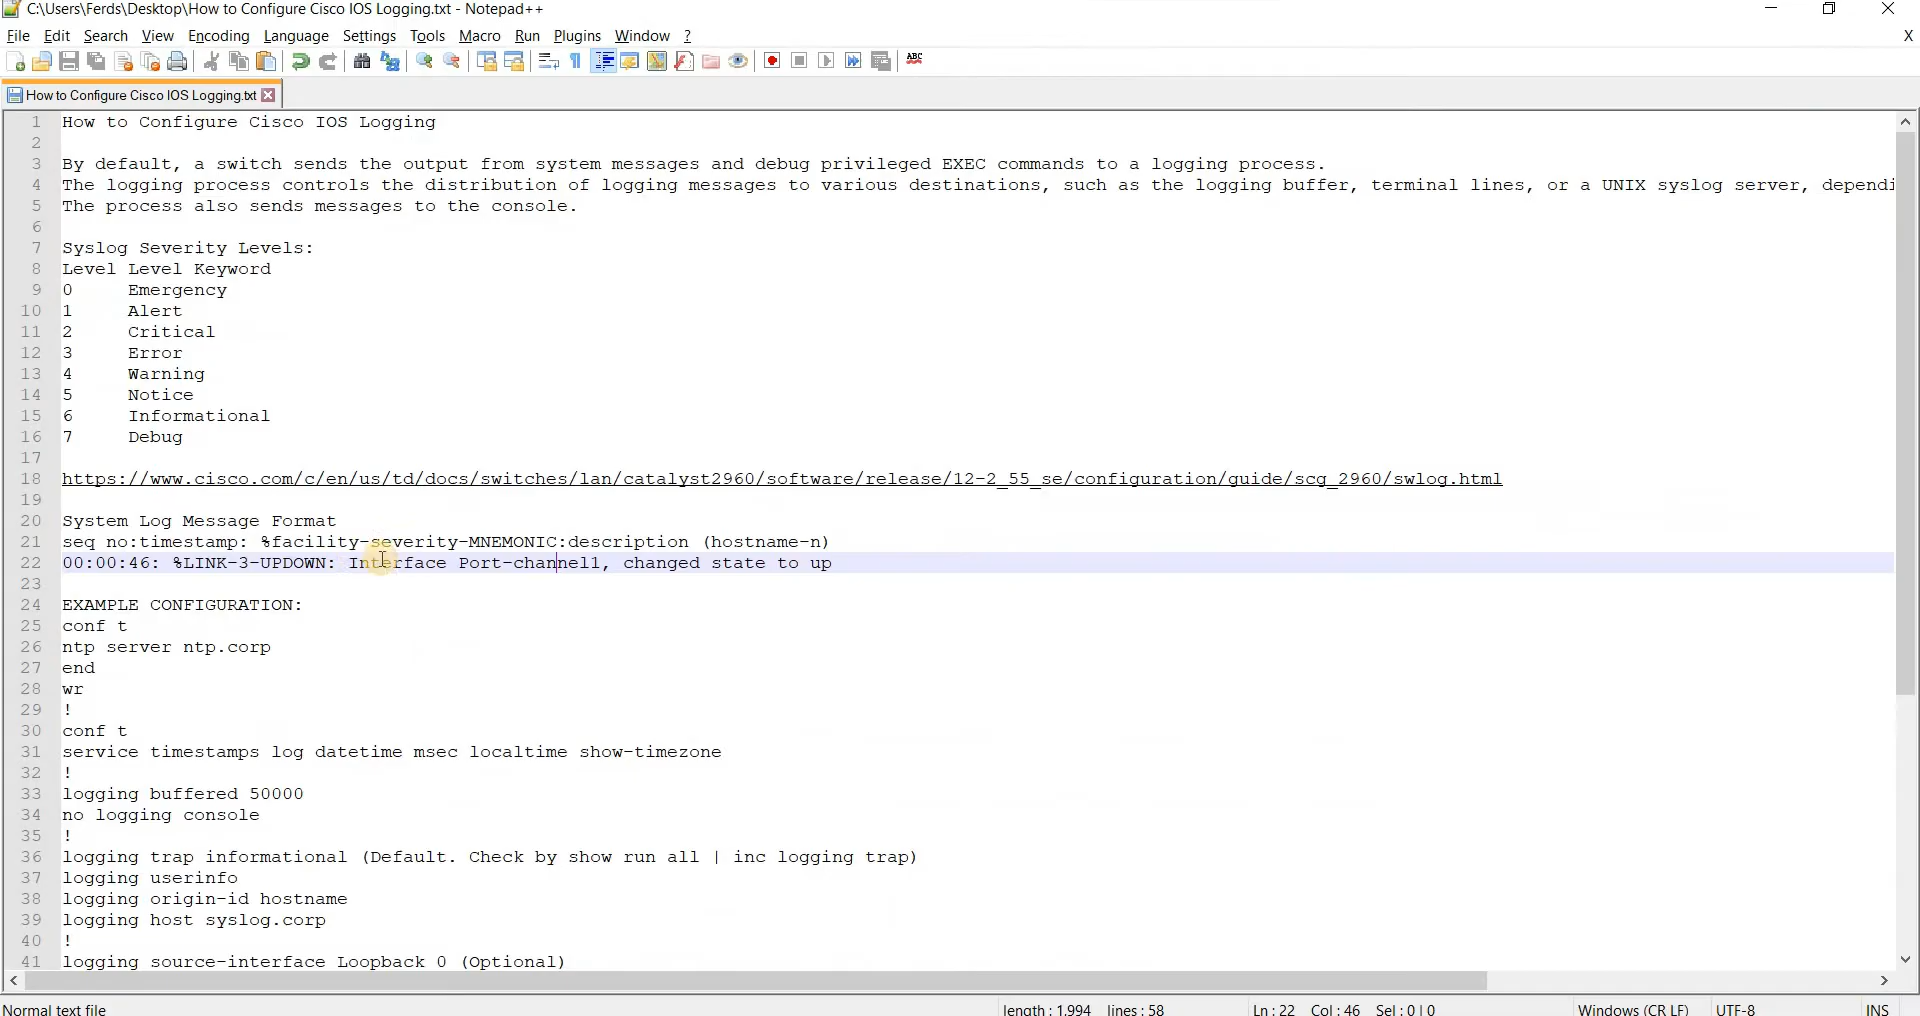 C:\Users\Ferds\Desktop\How to Configure Cisco IOS Logging.txt - Notepad++
File Edit Search View Encoding Language Settings Tools Macro Run Plugins Window ? X
ABC
How to Configure Cisco IOS Logging.txt
1 How to Configure Cisco IOS Logging
2
3 By default, a switch sends the output from system messages and debug privileged EXEC commands to a logging process.
4 The logging process controls the distribution of logging messages to various destinations, such as the logging buffer, terminal lines, or a UNIX syslog server, dependi
5 The process also sends messages to the console.
6
7 Syslog Severity Levels:
8 Level Level Keyword
9 0 Emergency
10 1 Alert
11 2 Critical
12 3 Error
13 4 Warning
14 5 Notice
15 6 Informational
16 7 Debug
17
18 https://www.cisco.com/c/en/us/td/docs/switches/lan/catalyst2960/software/release/12-2_55_se/configuration/guide/scg_2960/swlog.html
19
20 System Log Message Format
21 seq no:timestamp: %facility-severity-MNEMONIC:description (hostname-n)
22 00:00:46: %LINK-3-UPDOWN: Interface Port-channel1, changed state to up
23
24 EXAMPLE CONFIGURATION:
25 conf t
26 ntp server ntp.corp
27 end
28 wr
29 !
30 conf t
31 service timestamps log datetime msec localtime show-timezone
32 !
33 logging buffered 50000
34 no logging console
35 !
36 logging trap informational (Default. Check by show run all | inc logging trap)
37 logging userinfo
38 logging origin-id hostname
39 logging host syslog.corp
40 !
41 logging source-interface Loopback 0 (Optional)
Normal text file length : 1,994 lines : 58 Ln : 22 Col : 46 Sel : 0 | 0 Windows (CR LF) UTF-8 INS